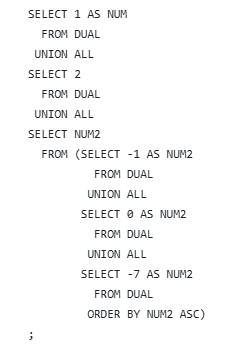 SELECT 1 AS NUM
FROM DUAL
UNION ALL
SELECT 2
FROM DUAL
UNION ALL
SELECT NUM2
FROM (SELECT -1 AS NUM2
FROM DUAL
UNION ALL
SELECT 0 AS NUM2
FROM DUAL
UNION ALL
SELECT -7 AS NUM2
FROM DUAL
ORDER BY NUM2 ASC)
;